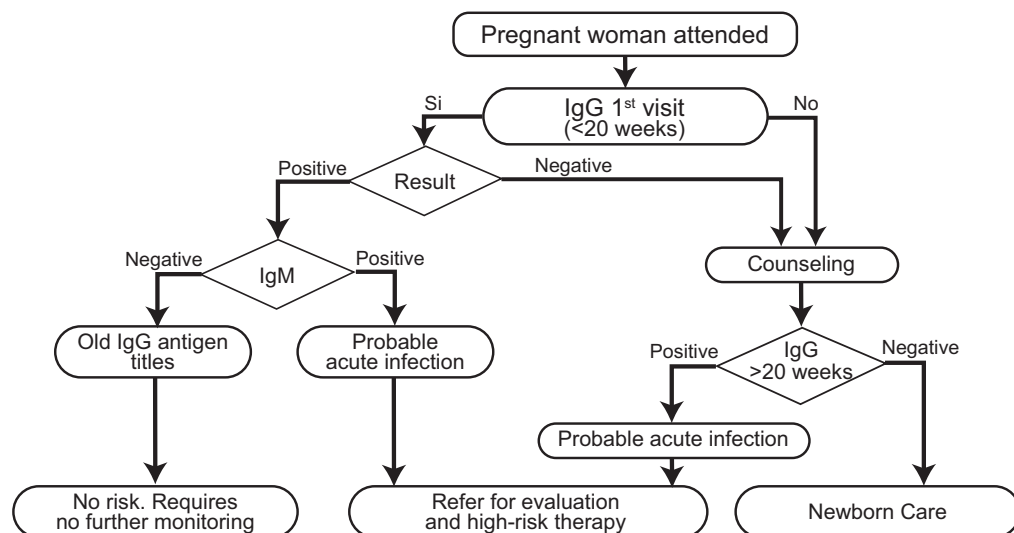 Pregnant woman attended
Si
IgG 1st visit
(<20 weeks)
No
Positive
Result
Negative
Negative
IgM
Positive
Counseling
Old IgG antigen
titles
Probable
acute infection
Positive
IgG
>20 weeks
Negative
Probable acute infection
No risk. Requires
no further monitoring
Refer for evaluation
and high-risk therapy
Newborn Care